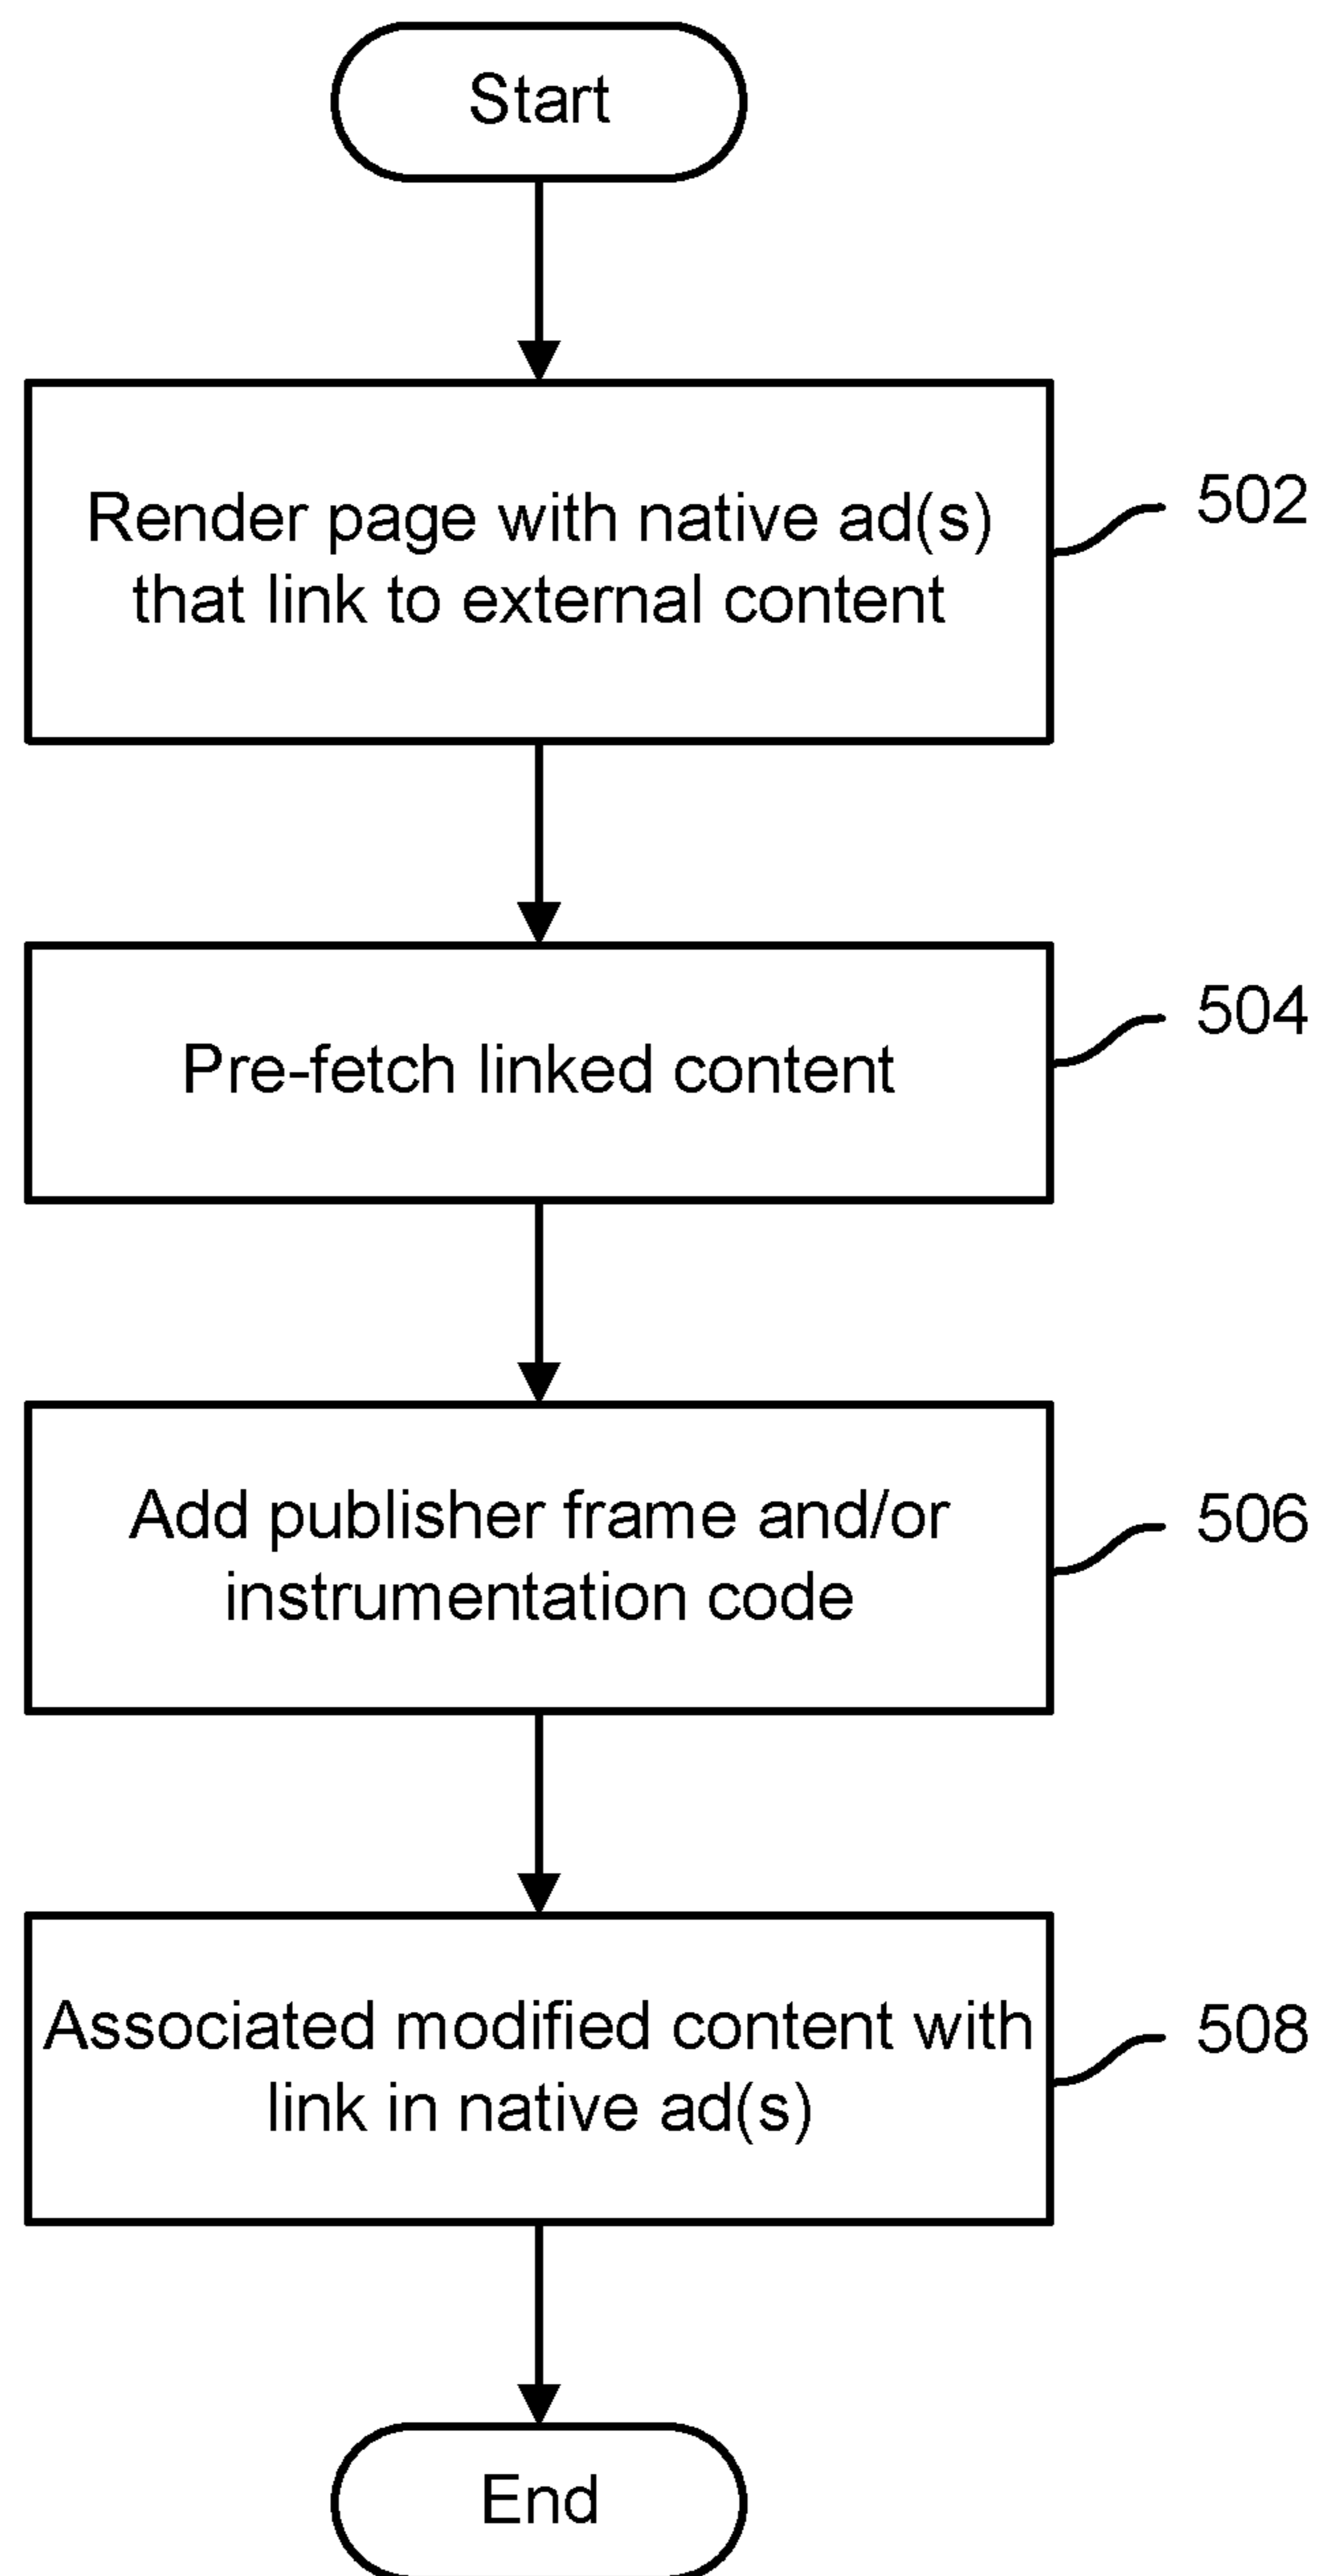 Start
Render page with native ad(s)
that link to external content
502
Pre-fetch linked content
504
Add publisher frame and/or
instrumentation code
506
Associated modified content with
link in native ad(s)
508
End